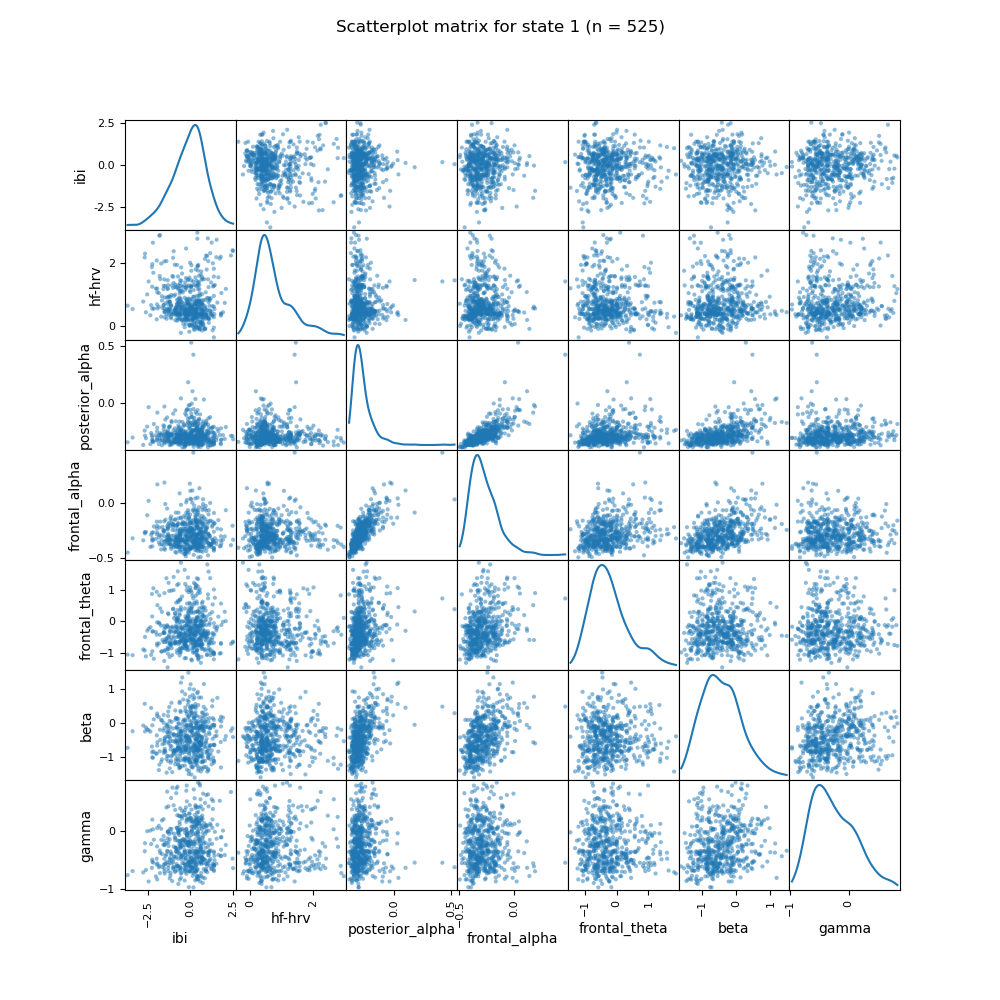 Scatterplot matrix for state 1 (n = 525)
2.5
0.0
−2.5
ibi
2
0
hf-hrv
0.5
0.0
posterior_alpha
0.0
−0.5
frontal_alpha
1
0
−1
frontal_theta
1
0
−1
beta
0
−1
gamma
−2.5 0.0 2.5
ibi
0 2
hf-hrv
0.0 0.5
posterior_alpha
−0.5 0.0
frontal_alpha
−1 0 1
frontal_theta
−1 0 1
beta
−1 0
gamma